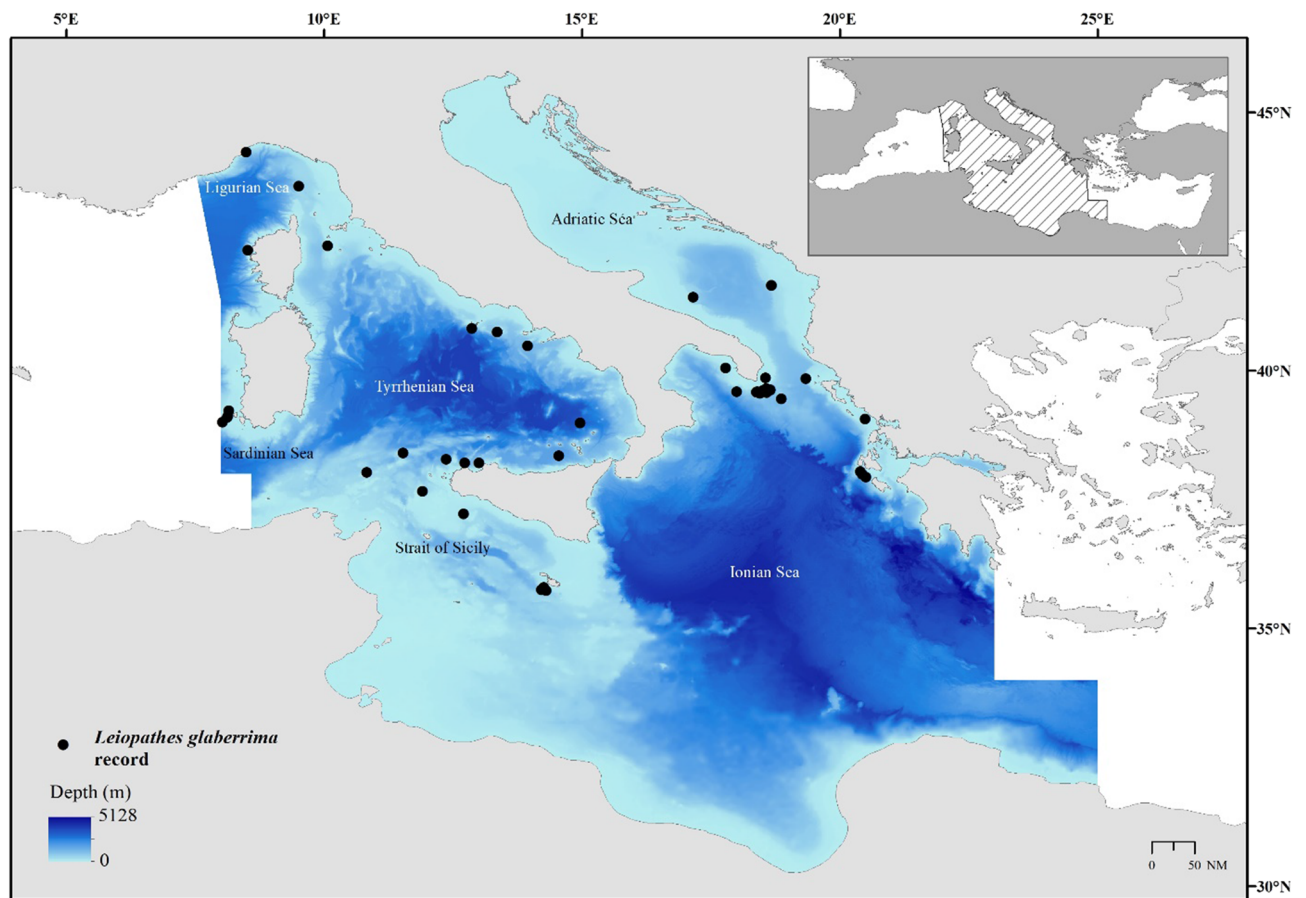 5°E 10°E 15°E 20°E 25°E
45°N
Ligurian Sea
Adriatic Sea
40°N
Tyrrhenian Sea
Sardinian Sea
Strait of Sicily
Ionian Sea
35°N
Leiopathes glaberrima
record
Depth (m)
5128
0
0 50 NM
30°N